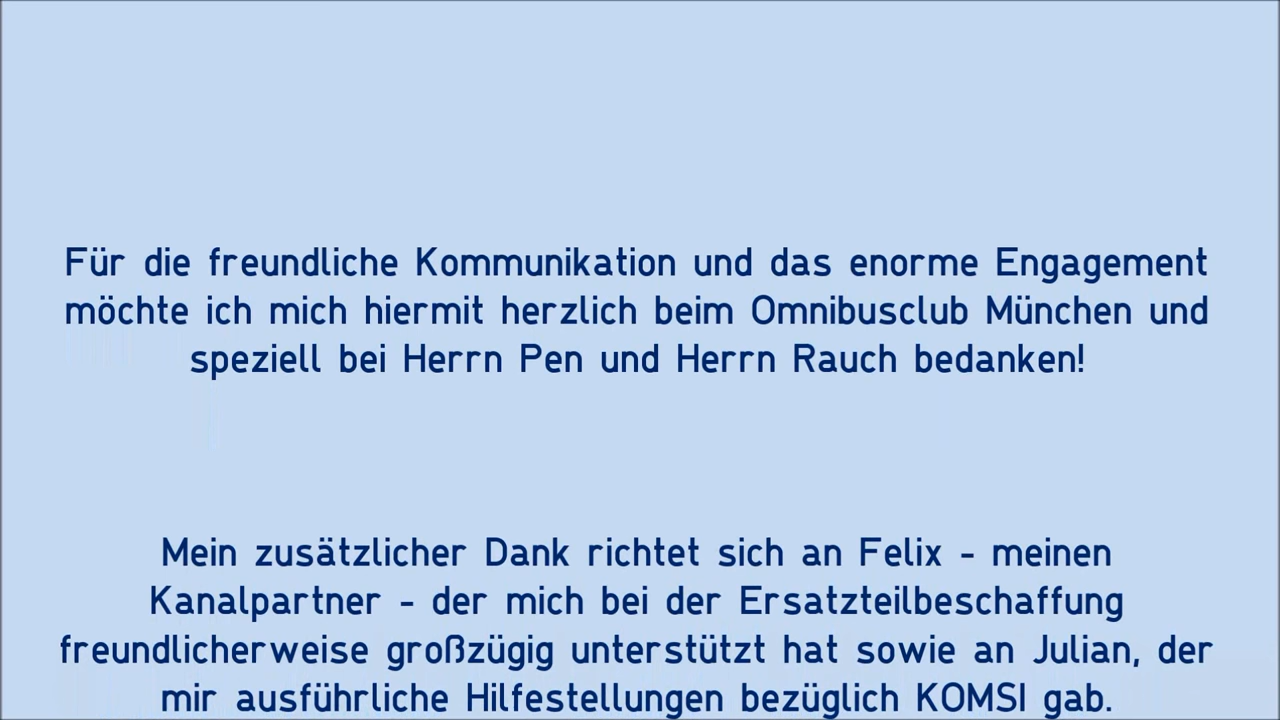 Für die freundliche Kommunikation und das enorme Engagement
möchte ich mich hiermit herzlich beim Omnibusclub München und
speziell bei Herrn Pen und Herrn Rauch bedanken!
Mein zusätzlicher Dank richtet sich an Felix - meinen
Kanalpartner - der mich bei der Ersatzteilbeschaffung
freundlicherweise großzügig unterstützt hat sowie an Julian, der
mir ausführliche Hilfestellungen bezüglich KOMSI gab.